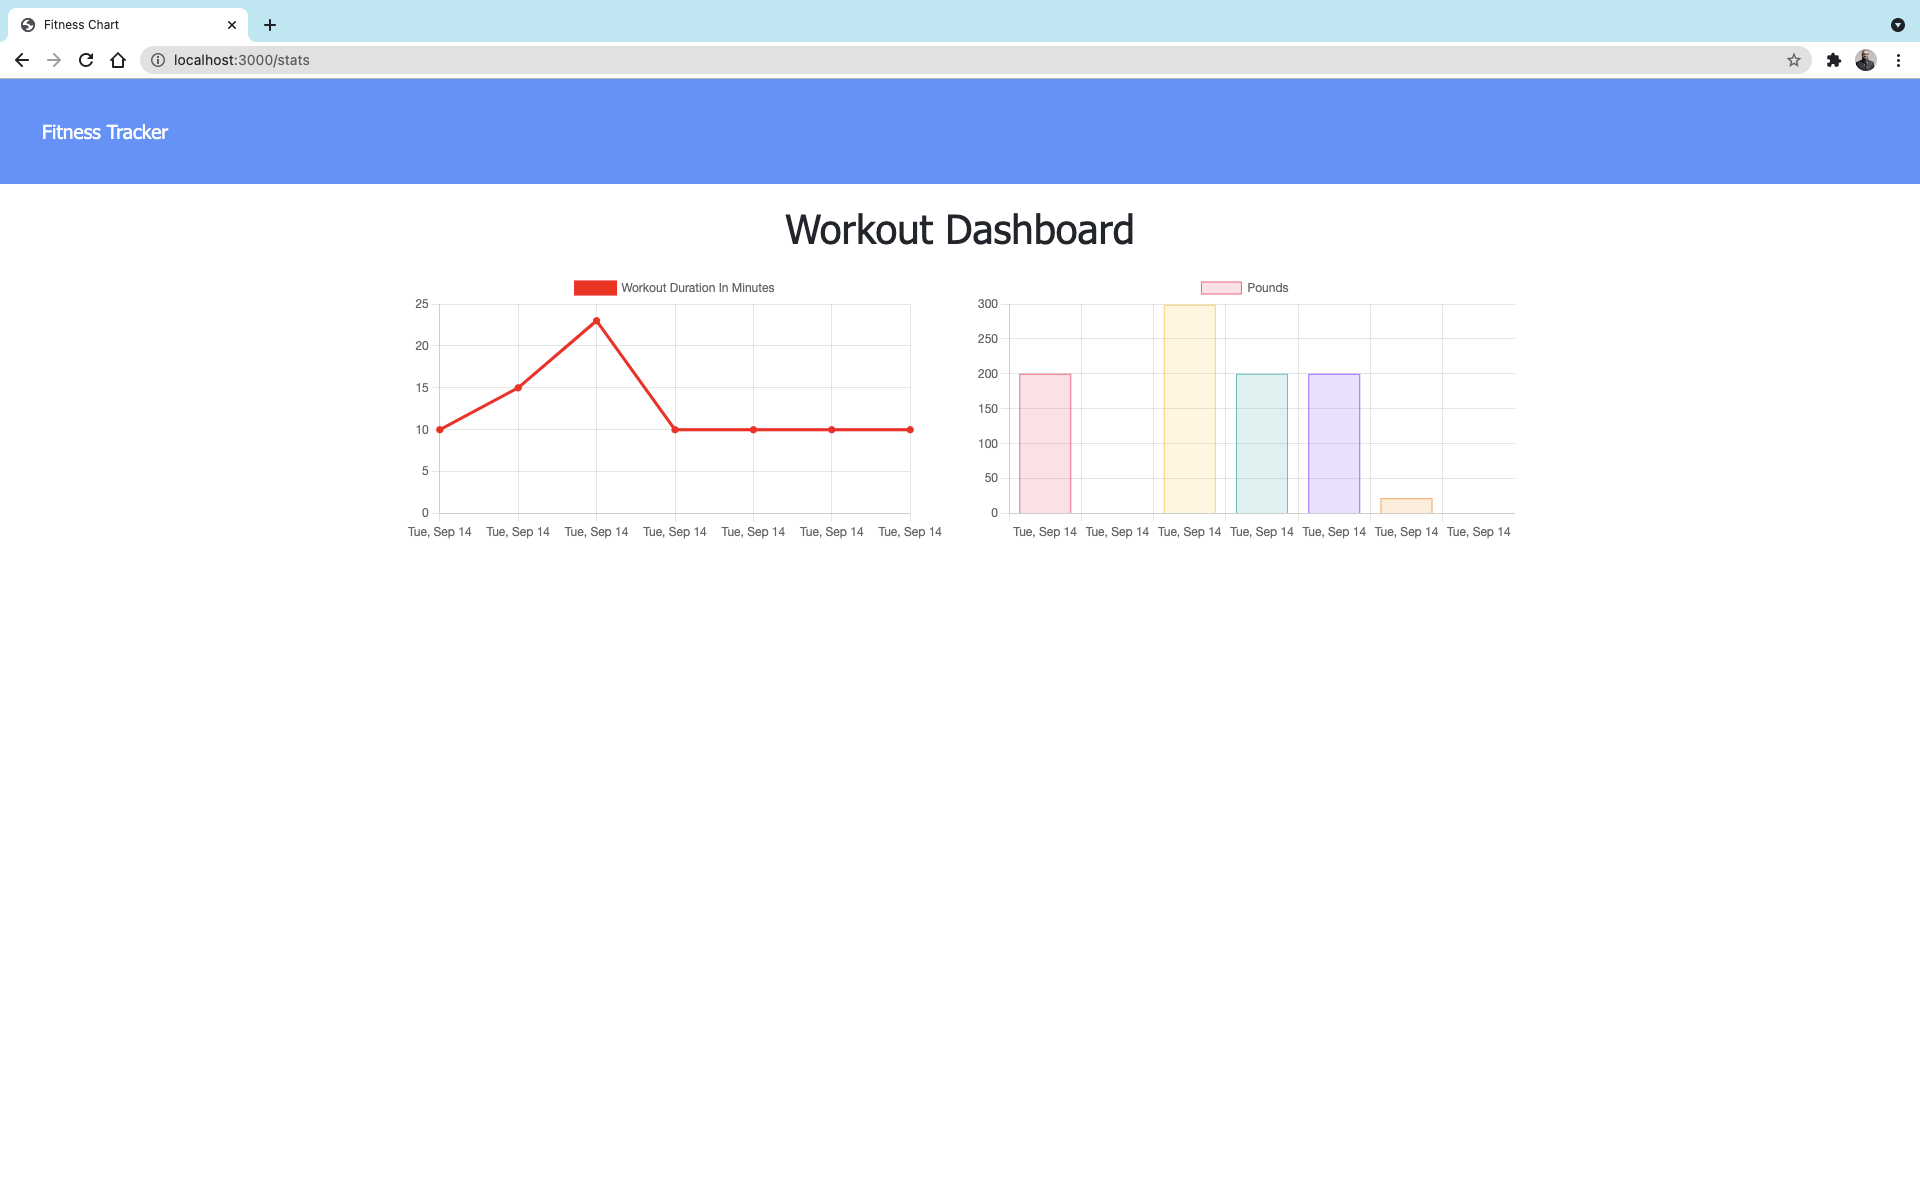 Fitness Chart
localhost:3000/stats
Fitness Tracker
Workout Dashboard
Workout Duration In Minutes
25
20
15
10
5
0
Tue, Sep 14 Tue, Sep 14 Tue, Sep 14 Tue, Sep 14 Tue, Sep 14 Tue, Sep 14 Tue, Sep 14
Pounds
300
250
200
150
100
50
0
Tue, Sep 14 Tue, Sep 14 Tue, Sep 14 Tue, Sep 14 Tue, Sep 14 Tue, Sep 14 Tue, Sep 14